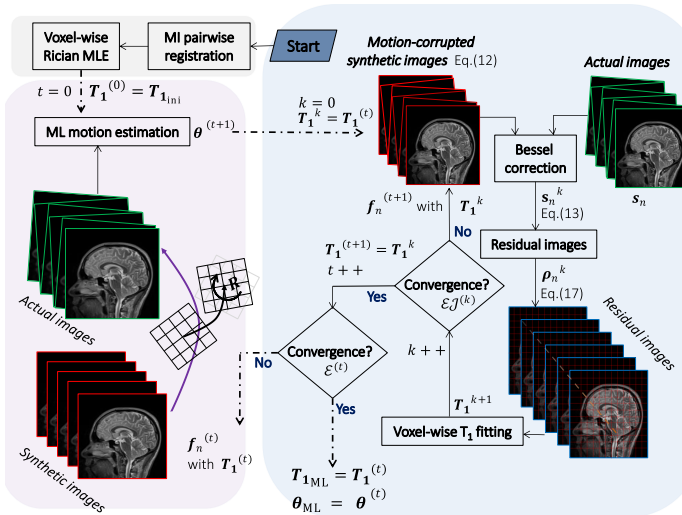 Voxel-wise
Rician MLE
MI pairwise
registration
Start
t = 0
T₁⁽⁰⁾ = T₁ᵢₙᵢ
ML motion estimation
θ⁽ᵗ⁺¹⁾
k = 0
T₁ᵏ = T₁⁽ᵗ⁾
Motion-corrupted
synthetic images Eq.(12)
Actual images
Bessel
correction
sₙ
sₙᵏ
Eq.(13)
Residual images
ρₙᵏ
Eq.(17)
Residual images
fₙ⁽ᵗ⁺¹⁾ with T₁ᵏ
No
T₁⁽ᵗ⁺¹⁾ = T₁ᵏ
t + +
Convergence?
ℰ𝒥⁽ᵏ⁾
Yes
k + +
T₁ᵏ⁺¹
Voxel-wise T₁ fitting
Actual images
R
Synthetic images
Convergence?
ℰ⁽ᵗ⁾
No
Yes
fₙ⁽ᵗ⁾
with T₁⁽ᵗ⁾
T₁ML = T₁⁽ᵗ⁾
θML = θ⁽ᵗ⁾